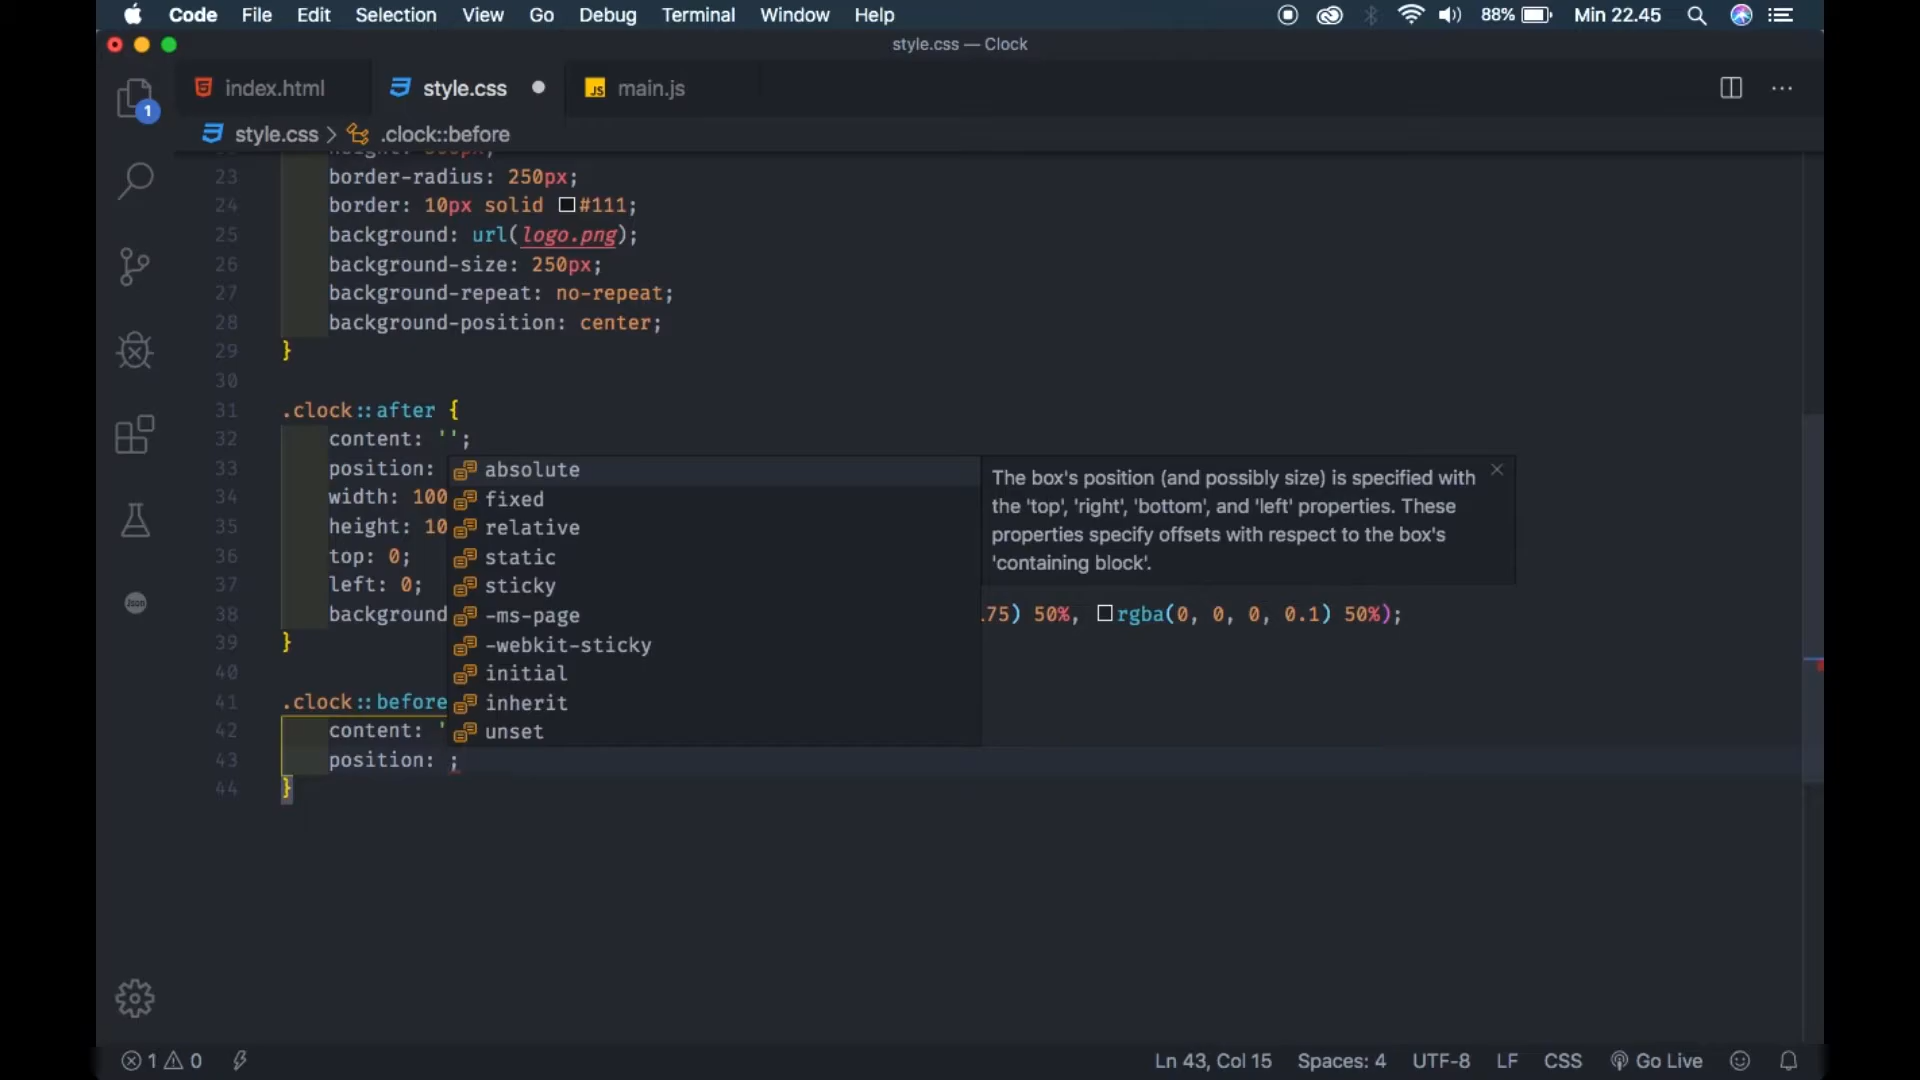 Code File Edit Selection View Go Debug Terminal Window Help 88% Min 22.45
style.css — Clock
index.html style.css main.js
1
style.css > .clock::before
23 border-radius: 250px;
24 border: 10px solid #111;
25 background: url(logo.png);
26 background-size: 250px;
27 background-repeat: no-repeat;
28 background-position: center;
29 }
30
31 .clock::after {
32 content: '';
33 position:
34 width: 100
35 height: 10
36 top: 0;
37 left: 0;
38 background .75) 50%, rgba(0, 0, 0, 0.1) 50%);
39 }
40
41 .clock::before
42 content: '
43 position: ;
44 }
absolute
fixed
relative
static
sticky
-ms-page
-webkit-sticky
initial
inherit
unset
The box's position (and possibly size) is specified with
the 'top', 'right', 'bottom', and 'left' properties. These
properties specify offsets with respect to the box's
'containing block'.
1 0 Ln 43, Col 15 Spaces: 4 UTF-8 LF CSS Go Live